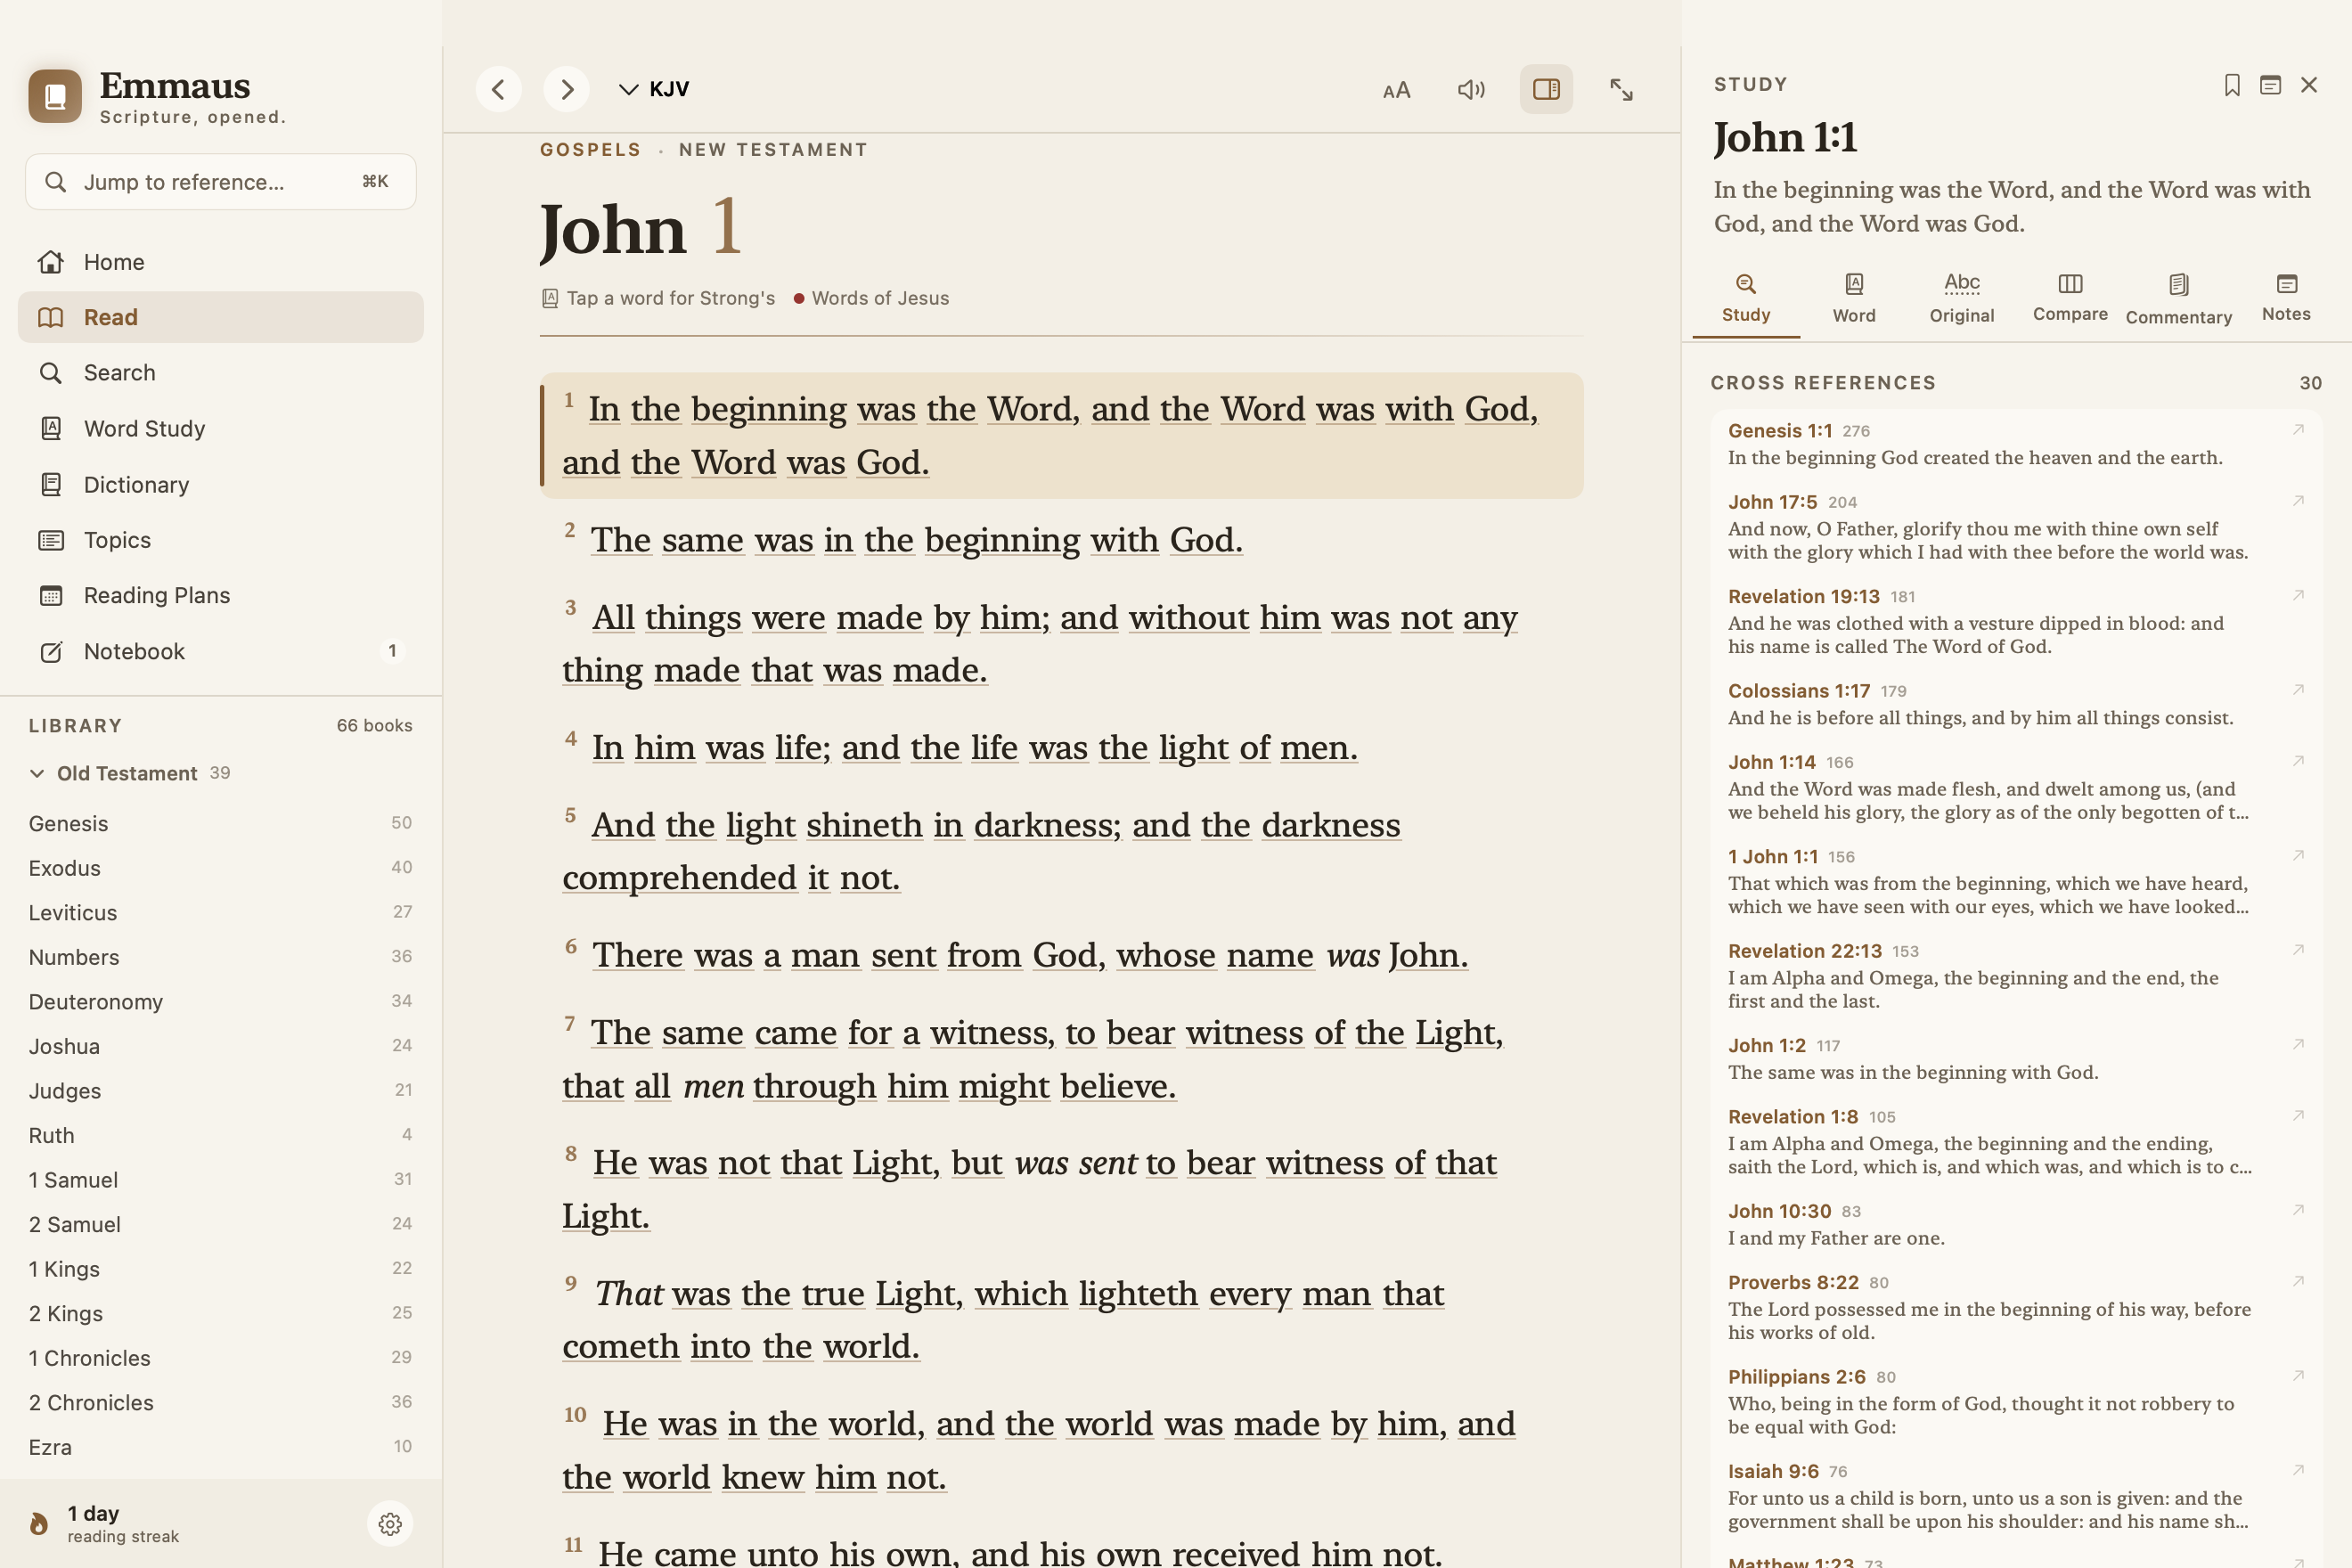 Emmaus
Scripture, opened.
Jump to reference... ⌘K
Home
Read
Search
Word Study
Dictionary
Topics
Reading Plans
Notebook 1
LIBRARY 66 books
Old Testament 39
Genesis 50
Exodus 40
Leviticus 27
Numbers 36
Deuteronomy 34
Joshua 24
Judges 21
Ruth 4
1 Samuel 31
2 Samuel 24
1 Kings 22
2 Kings 25
1 Chronicles 29
2 Chronicles 36
Ezra 10
1 day
reading streak
KJV
AA
GOSPELS · NEW TESTAMENT
John 1
Tap a word for Strong's • Words of Jesus
1 In the beginning was the Word, and the Word was with God,
and the Word was God.
2 The same was in the beginning with God.
3 All things were made by him; and without him was not any
thing made that was made.
4 In him was life; and the life was the light of men.
5 And the light shineth in darkness; and the darkness
comprehended it not.
6 There was a man sent from God, whose name was John.
7 The same came for a witness, to bear witness of the Light,
that all men through him might believe.
8 He was not that Light, but was sent to bear witness of that
Light.
9 That was the true Light, which lighteth every man that
cometh into the world.
10 He was in the world, and the world was made by him, and
the world knew him not.
11 He came unto his own, and his own received him not.
STUDY
John 1:1
In the beginning was the Word, and the Word was with
God, and the Word was God.
Study
Word
Abc
Original
Compare
Commentary
Notes
CROSS REFERENCES 30
Genesis 1:1 276
In the beginning God created the heaven and the earth.
John 17:5 204
And now, O Father, glorify thou me with thine own self
with the glory which I had with thee before the world was.
Revelation 19:13 181
And he was clothed with a vesture dipped in blood: and
his name is called The Word of God.
Colossians 1:17 179
And he is before all things, and by him all things consist.
John 1:14 166
And the Word was made flesh, and dwelt among us, (and
we beheld his glory, the glory as of the only begotten of t...
1 John 1:1 156
That which was from the beginning, which we have heard,
which we have seen with our eyes, which we have looked...
Revelation 22:13 153
I am Alpha and Omega, the beginning and the end, the
first and the last.
John 1:2 117
The same was in the beginning with God.
Revelation 1:8 105
I am Alpha and Omega, the beginning and the ending,
saith the Lord, which is, and which was, and which is to c...
John 10:30 83
I and my Father are one.
Proverbs 8:22 80
The Lord possessed me in the beginning of his way, before
his works of old.
Philippians 2:6 80
Who, being in the form of God, thought it not robbery to
be equal with God:
Isaiah 9:6 76
For unto us a child is born, unto us a son is given: and the
government shall be upon his shoulder: and his name sh...
Matthew 1:23 73